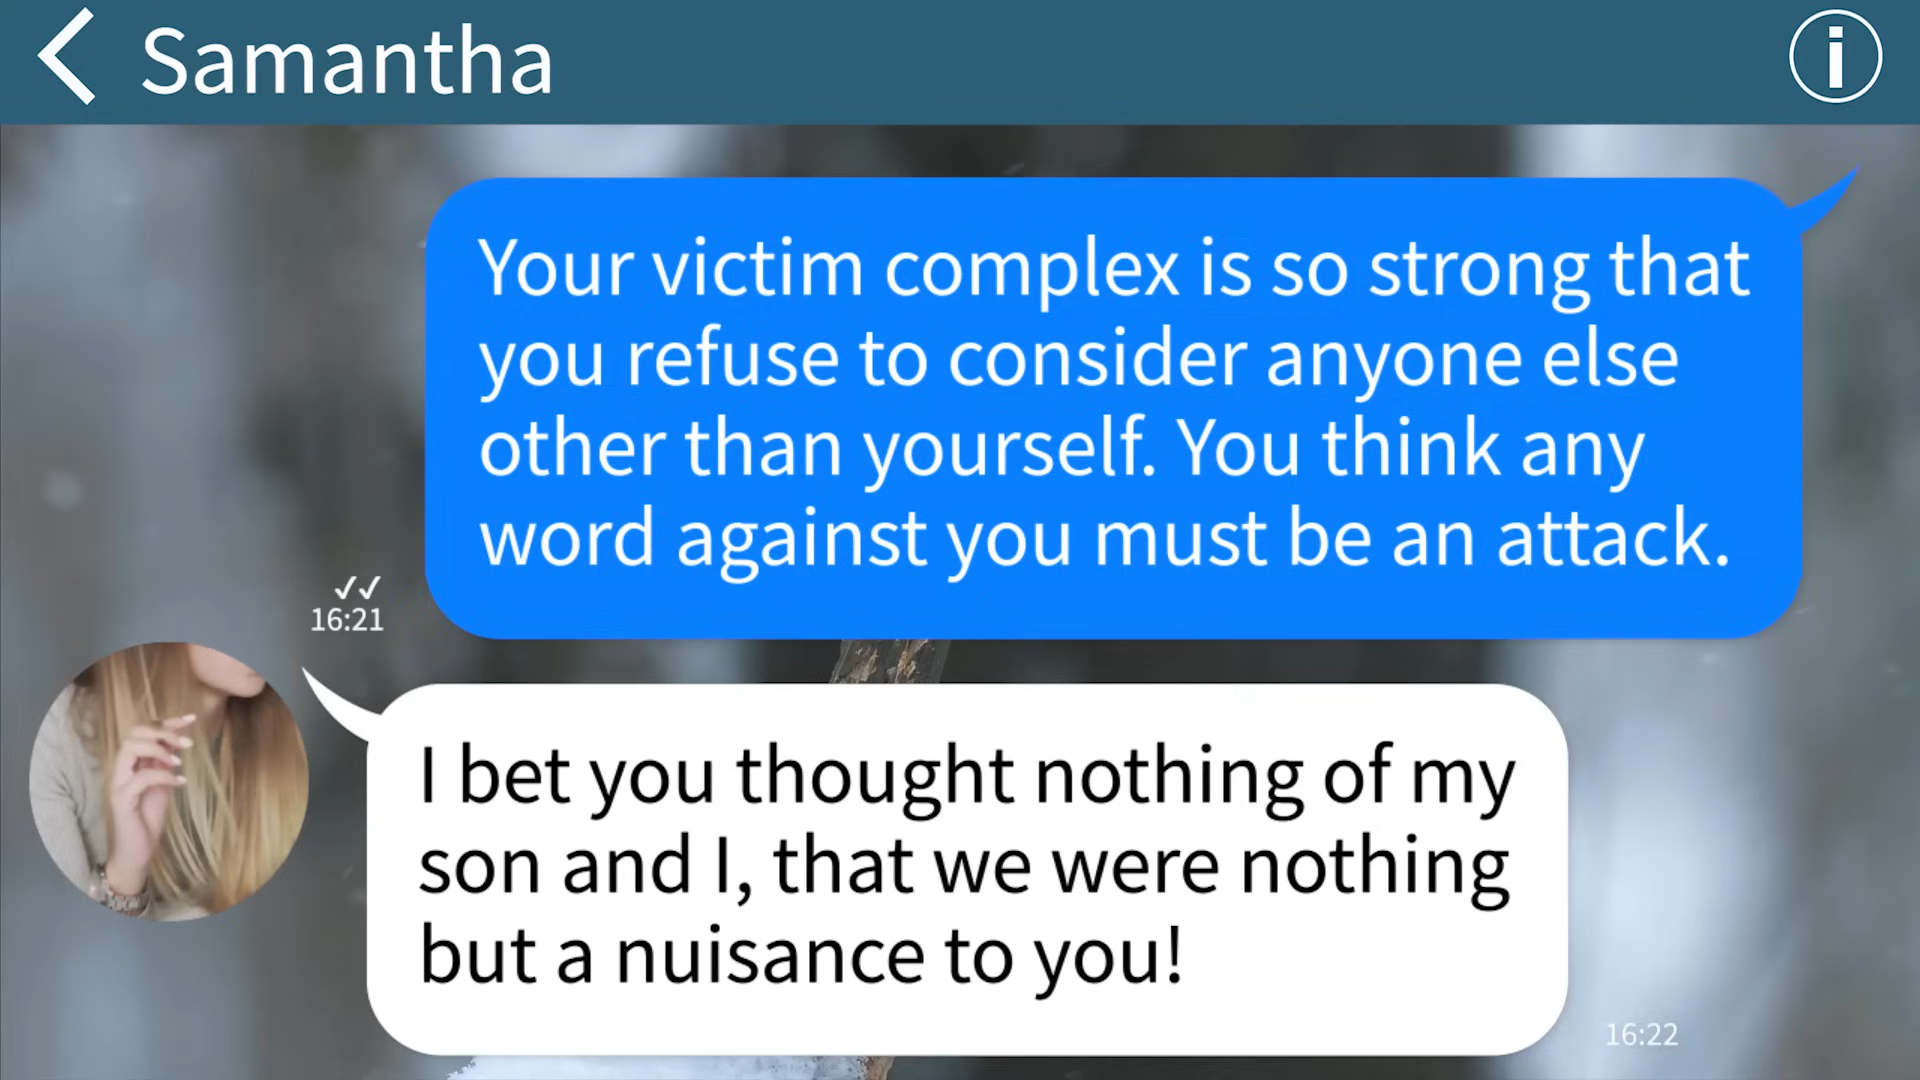 Samantha
Your victim complex is so strong that
you refuse to consider anyone else
other than yourself. You think any
word against you must be an attack.
16:21
I bet you thought nothing of my
son and I, that we were nothing
but a nuisance to you!
16:22